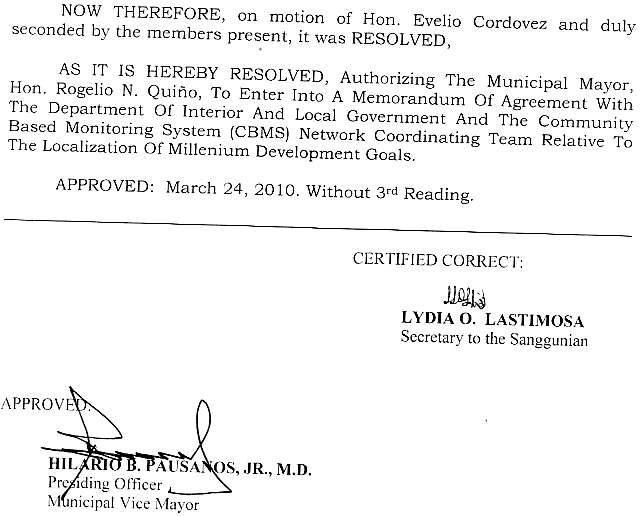 NOW THEREFORE, on motion of Hon. Evelio Cordovez and duly
seconded by the members present, it was RESOLVED,
AS IT IS HEREBY RESOLVED, Authorizing The Municipal Mayor,
Hon. Rogelio N. Quiño, To Enter Into A Memorandum Of Agreement With
The Department Of Interior And Local Government And The Community
Based Monitoring System (CBMS) Network Coordinating Team Relative To
The Localization Of Millenium Development Goals.
APPROVED: March 24, 2010. Without 3rd Reading.
CERTIFIED CORRECT:
LYDIA O. LASTIMOSA
Secretary to the Sanggunian
APPROVED:
HILARIO B. PAUSANOS, JR., M.D.
Presiding Officer
Municipal Vice Mayor